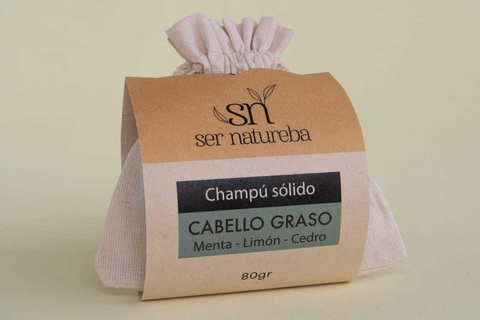 sn
ser natureba
Champú sólido
CABELLO GRASO
Menta - Limón - Cedro
80gr